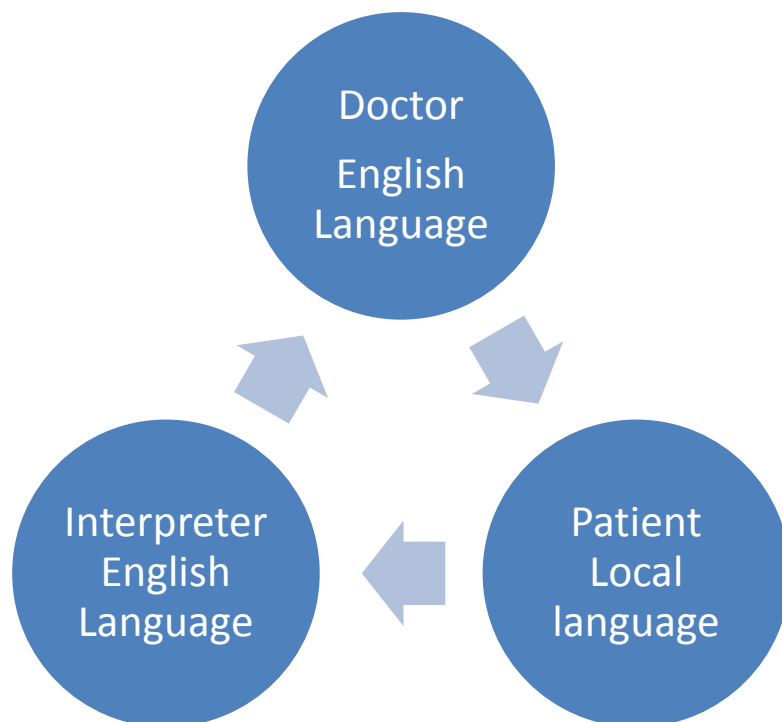 Doctor
English
Language
Interpreter
English
Language
Patient
Local
language